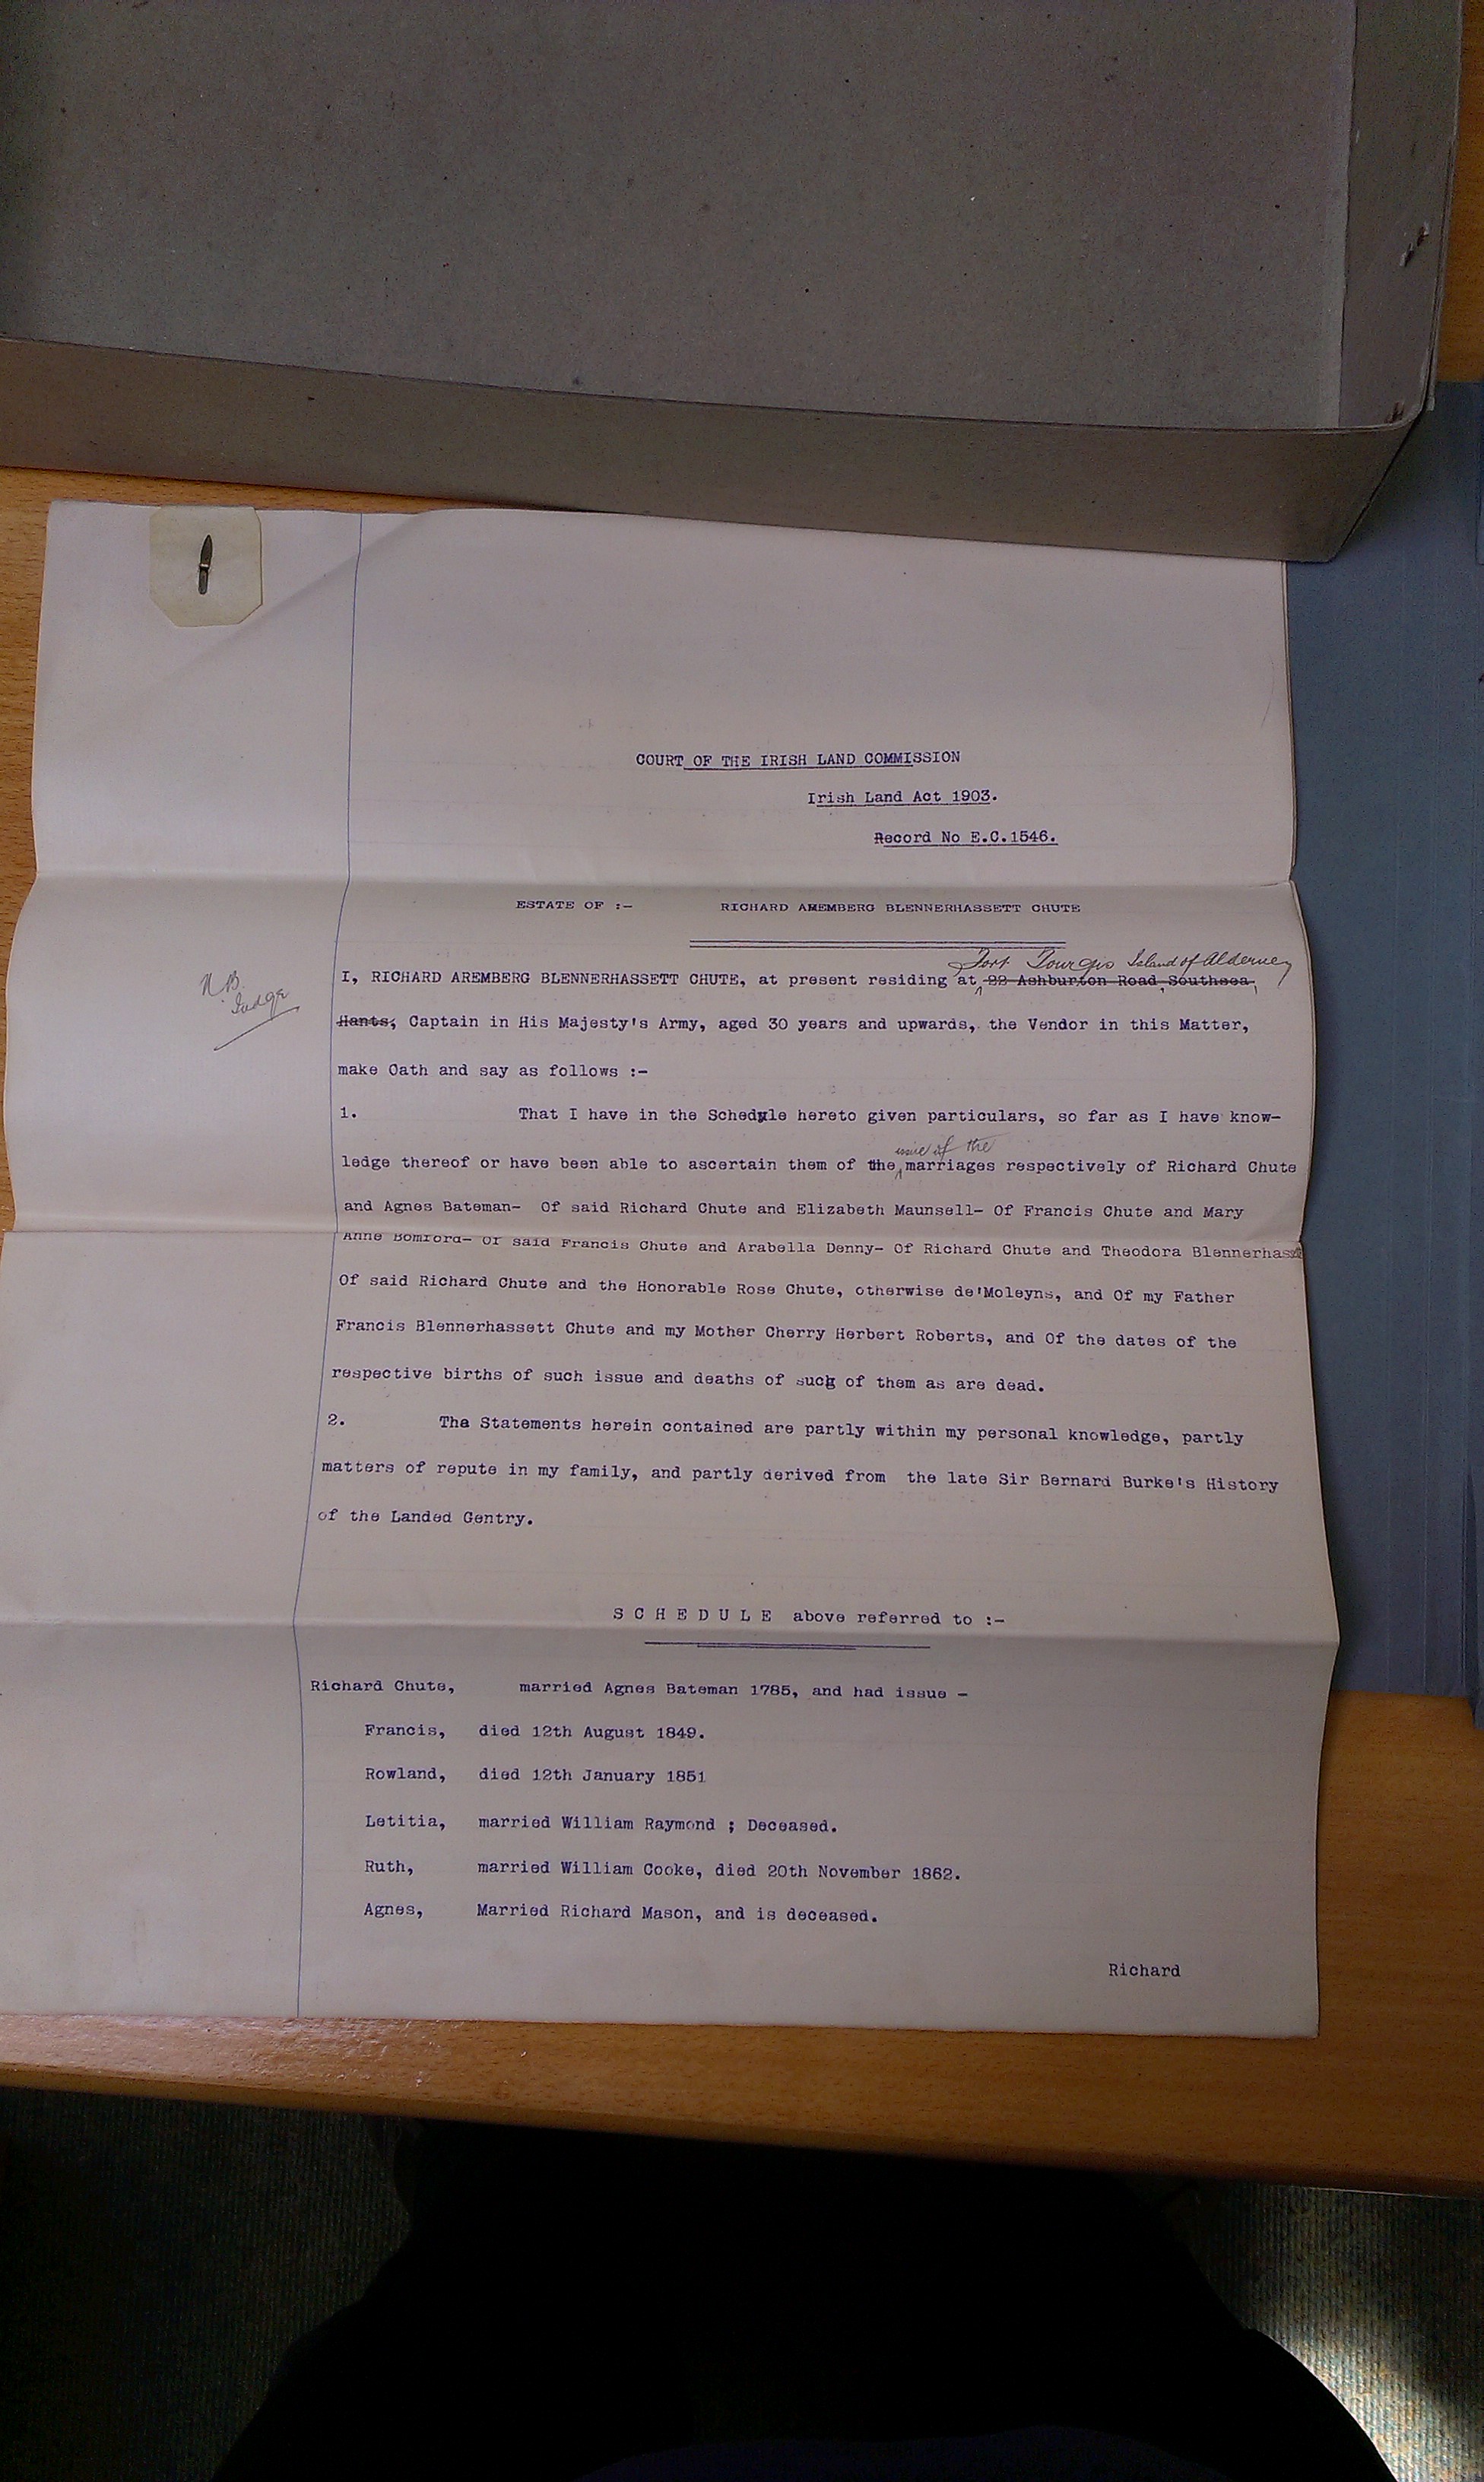 COURT OF THE IRISH LAND COMMISSION
Irish Land Act 1903.
Record No E.C.1546.
ESTATE OF :- RICHARD AREMBERG BLENNERHASSETT CHUTE
Fort Tourgis Island of Alderney
I, RICHARD AREMBERG BLENNERHASSETT CHUTE, at present residing at 22 Ashburton Road, Southsea,
N.B.
Judge
Hants, Captain in His Majesty's Army, aged 30 years and upwards, the Vendor in this Matter,
make Oath and say as follows :-
1. That I have in the Schedule hereto given particulars, so far as I have know-
issue of the
ledge thereof or have been able to ascertain them of the marriages respectively of Richard Chute
and Agnes Bateman- Of said Richard Chute and Elizabeth Maunsell- Of Francis Chute and Mary
Anne Bomford- Of said Francis Chute and Arabella Denny- Of Richard Chute and Theodora Blennerhassett
Of said Richard Chute and the Honorable Rose Chute, otherwise de'Moleyns, and Of my Father
Francis Blennerhassett Chute and my Mother Cherry Herbert Roberts, and Of the dates of the
respective births of such issue and deaths of such of them as are dead.
2. The Statements herein contained are partly within my personal knowledge, partly
matters of repute in my family, and partly derived from the late Sir Bernard Burke's History
of the Landed Gentry.
S C H E D U L E above referred to :-
Richard Chute, married Agnes Bateman 1785, and had issue -
Francis, died 12th August 1849.
Rowland, died 12th January 1851
Letitia, married William Raymond ; Deceased.
Ruth, married William Cooke, died 20th November 1862.
Agnes, Married Richard Mason, and is deceased.
Richard